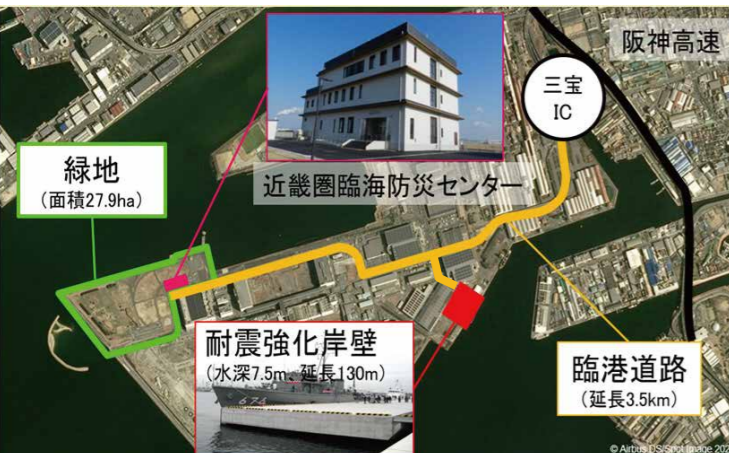 阪神高速
三宝
IC
緑地
(面積27.9ha)
近畿圏臨海防災センター
耐震強化岸壁
(水深7.5m 延長130m)
674
臨港道路
(延長3.5km)
© Airbus DS/Spot Image 202